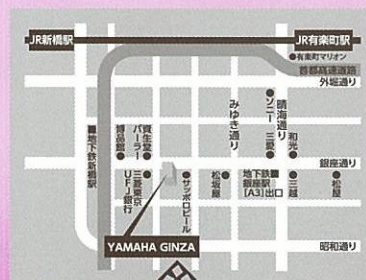 JR新橋駅
JR有楽町駅
●有楽町マリオン
首都高速道路
外堀通り
みゆき通り
晴海通り
●ソニー
三愛●
和光●
■地下鉄新橋駅
博品館●
資生堂パーラー●
銀座通り
三菱東京UFJ銀行●
●サッポロビール
松坂屋●
地下鉄■銀座駅[A3]出口
●三越
●松屋
YAMAHA GINZA
昭和通り